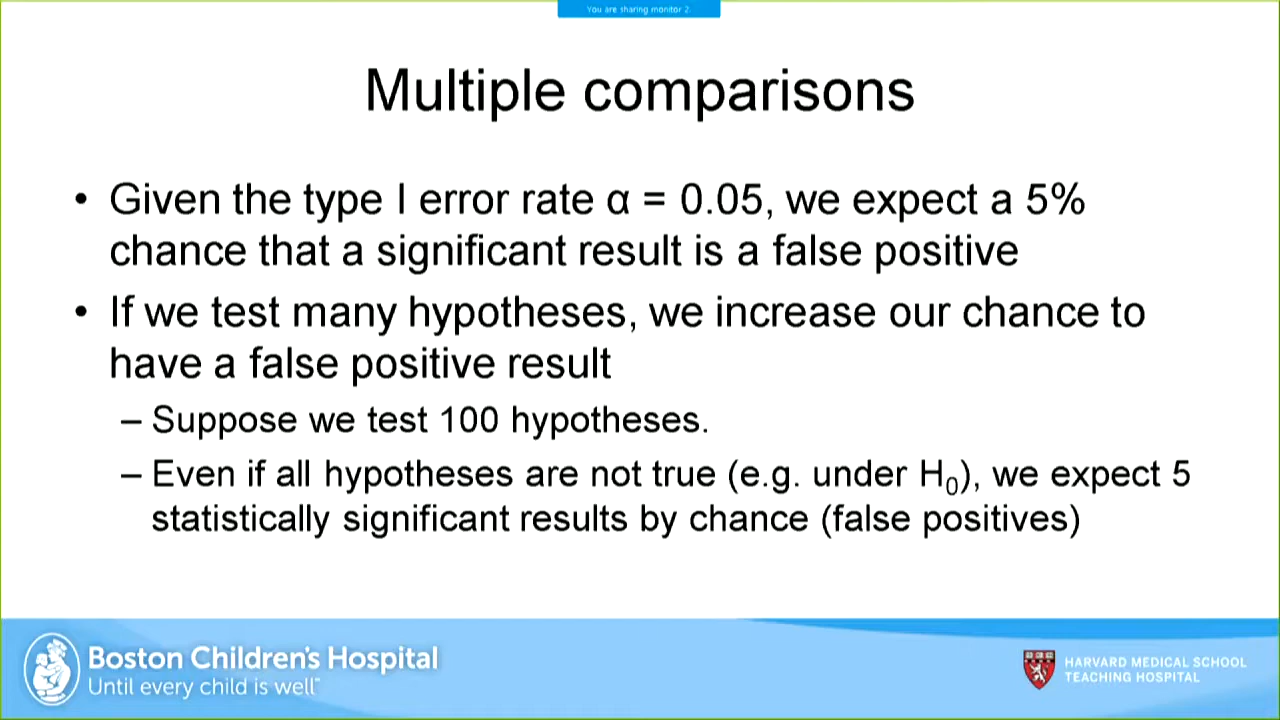 You are sharing monitor 2.
Multiple comparisons
• Given the type I error rate α = 0.05, we expect a 5%
chance that a significant result is a false positive
• If we test many hypotheses, we increase our chance to
have a false positive result
– Suppose we test 100 hypotheses.
– Even if all hypotheses are not true (e.g. under H₀), we expect 5
statistically significant results by chance (false positives)
Boston Children's Hospital
Until every child is well™
HARVARD MEDICAL SCHOOL
TEACHING HOSPITAL